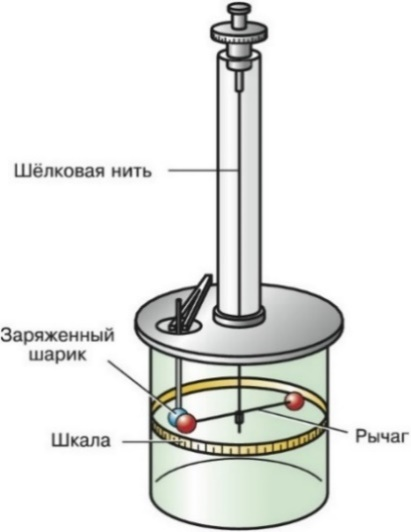 Шёлковая нить
Заряженный
шарик
Шкала
Рычаг